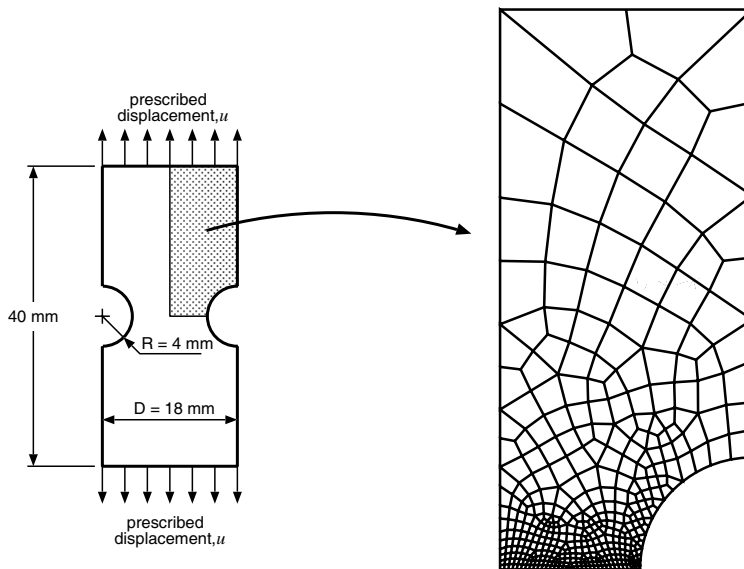 prescribed
displacement,u
40 mm
R = 4 mm
D = 18 mm
prescribed
displacement,u